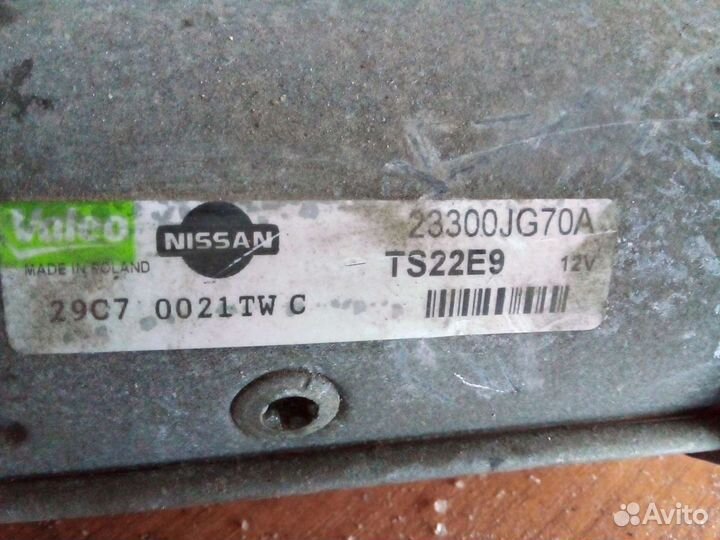 Valeo
NISSAN
23300JG70A
MADE IN POLAND
TS22E9
12V
29C7 0021TW C
Avito